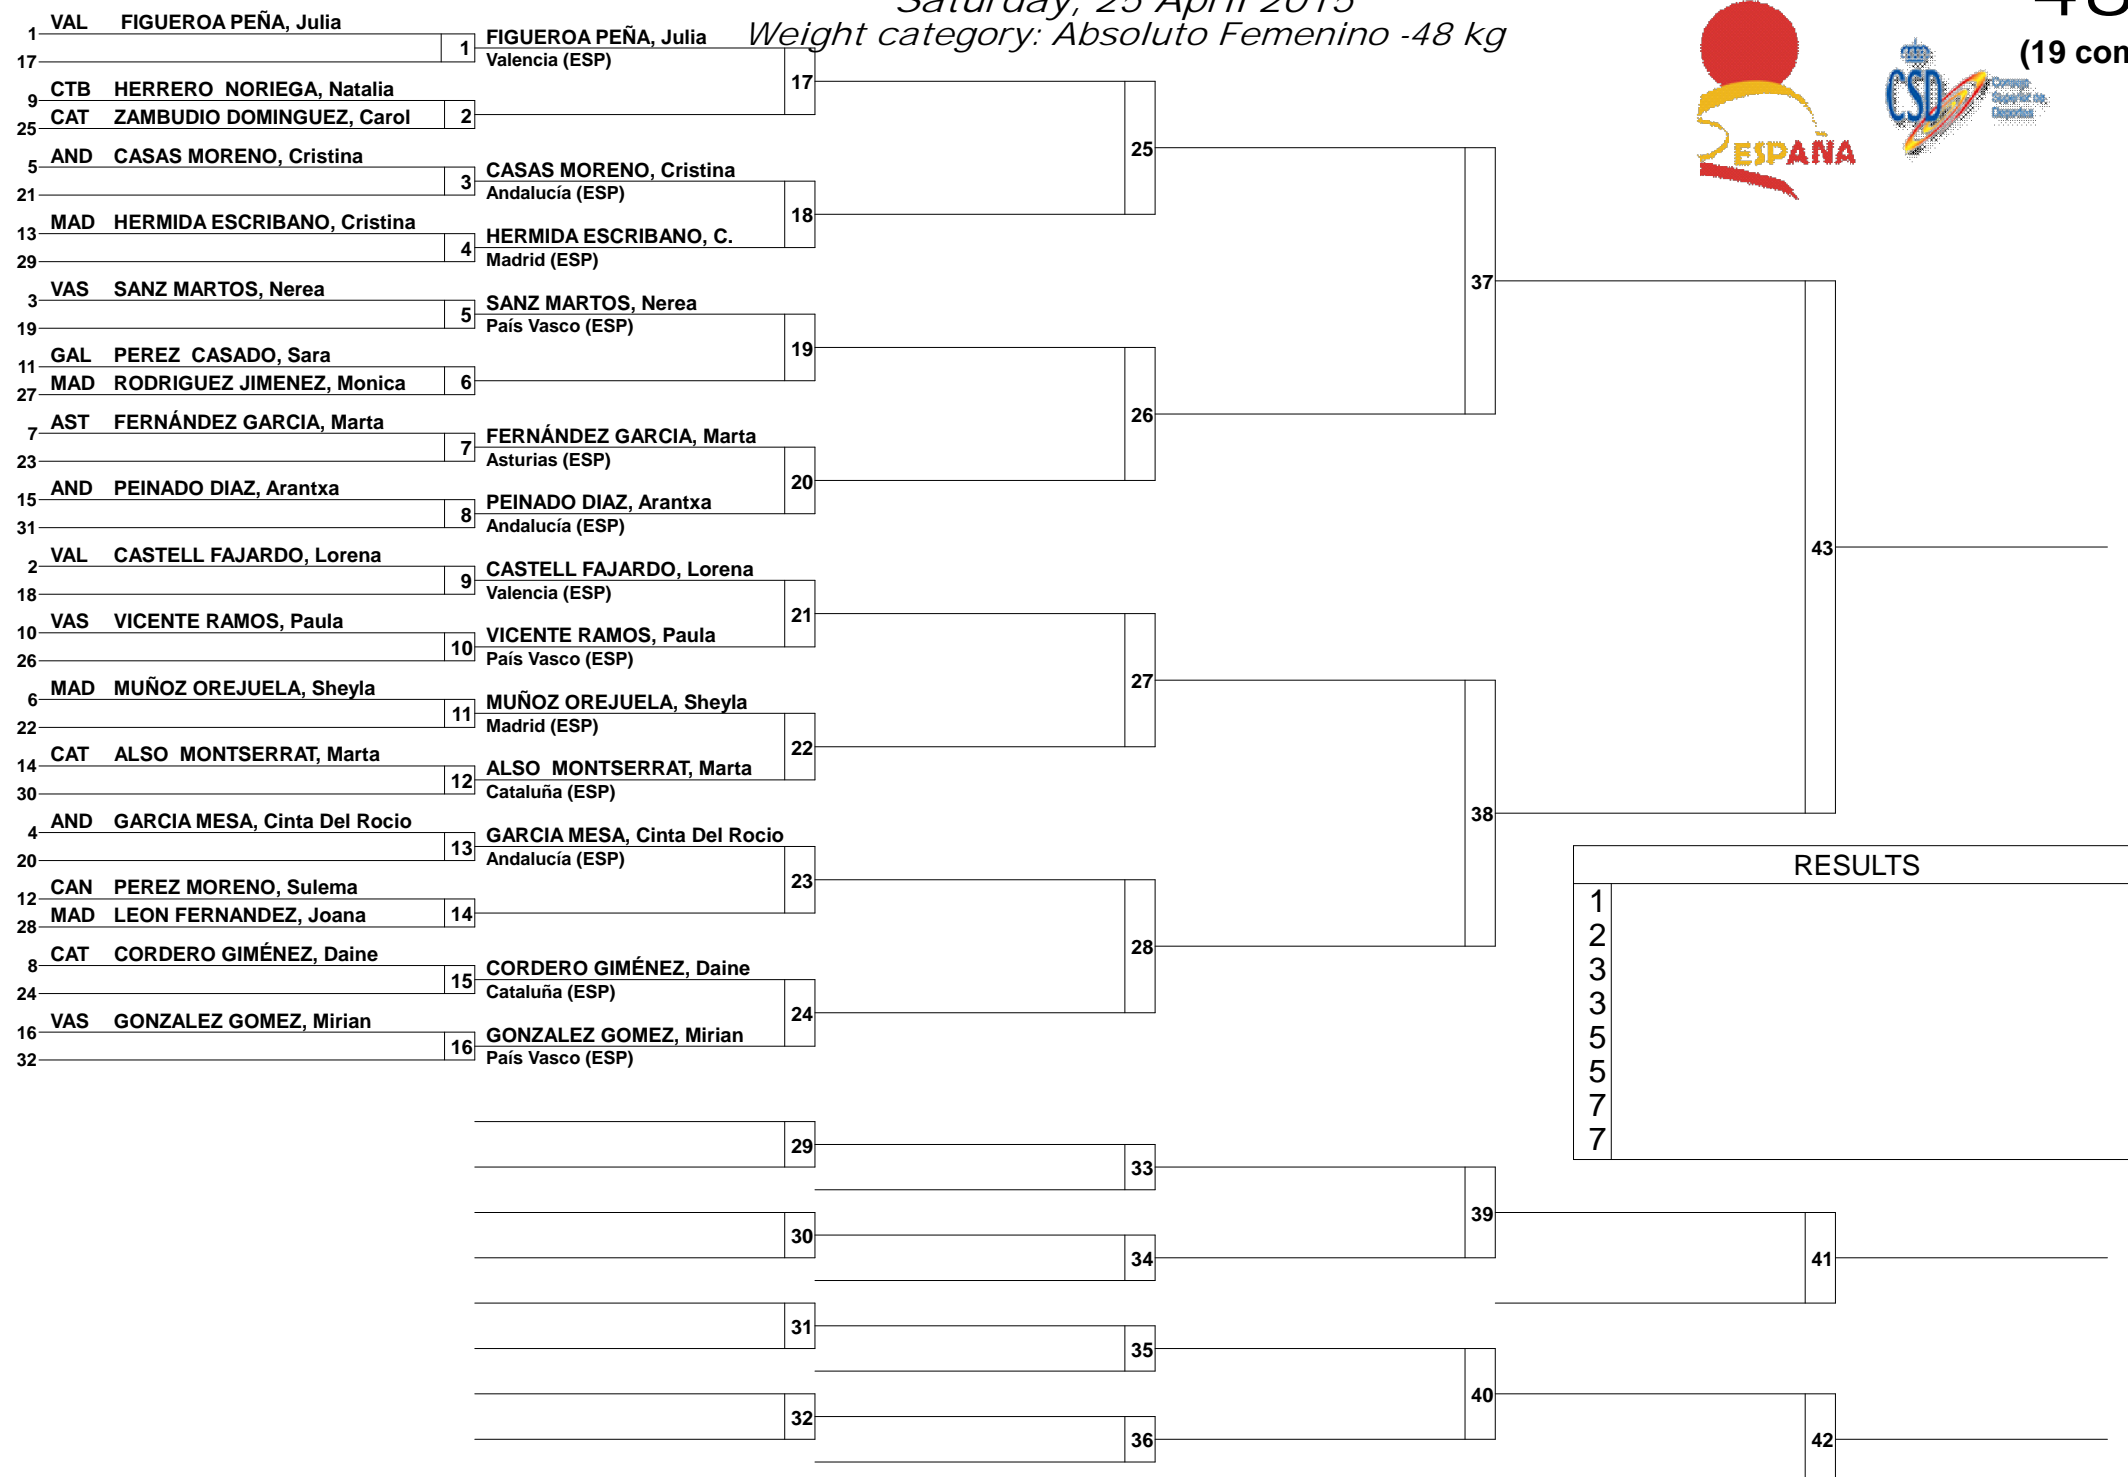 Saturday, 25 April 2015
Weight category: Absoluto Femenino -48 kg
(19 con
ESPAÑA
CSD
1 VAL FIGUEROA PEÑA, Julia
17
1
9 CTB HERRERO NORIEGA, Natalia
25 CAT ZAMBUDIO DOMINGUEZ, Carol
2
5 AND CASAS MORENO, Cristina
21
3
13 MAD HERMIDA ESCRIBANO, Cristina
29
4
3 VAS SANZ MARTOS, Nerea
19
5
11 GAL PEREZ CASADO, Sara
27 MAD RODRIGUEZ JIMENEZ, Monica
6
7 AST FERNÁNDEZ GARCIA, Marta
23
7
15 AND PEINADO DIAZ, Arantxa
31
8
2 VAL CASTELL FAJARDO, Lorena
18
9
10 VAS VICENTE RAMOS, Paula
26
10
6 MAD MUÑOZ OREJUELA, Sheyla
22
11
14 CAT ALSO MONTSERRAT, Marta
30
12
4 AND GARCIA MESA, Cinta Del Rocio
20
13
12 CAN PEREZ MORENO, Sulema
28 MAD LEON FERNANDEZ, Joana
14
8 CAT CORDERO GIMÉNEZ, Daine
24
15
16 VAS GONZALEZ GOMEZ, Mirian
32
16
FIGUEROA PEÑA, Julia
Valencia (ESP)
17
CASAS MORENO, Cristina
Andalucía (ESP)
18
HERMIDA ESCRIBANO, C.
Madrid (ESP)
SANZ MARTOS, Nerea
País Vasco (ESP)
19
FERNÁNDEZ GARCIA, Marta
Asturias (ESP)
20
PEINADO DIAZ, Arantxa
Andalucía (ESP)
CASTELL FAJARDO, Lorena
Valencia (ESP)
21
VICENTE RAMOS, Paula
País Vasco (ESP)
MUÑOZ OREJUELA, Sheyla
Madrid (ESP)
22
ALSO MONTSERRAT, Marta
Cataluña (ESP)
GARCIA MESA, Cinta Del Rocio
Andalucía (ESP)
23
CORDERO GIMÉNEZ, Daine
Cataluña (ESP)
24
GONZALEZ GOMEZ, Mirian
País Vasco (ESP)
25
26
27
28
37
38
43
RESULTS
1
2
3
3
5
5
7
7
29
30
31
32
33
34
35
36
39
40
41
42